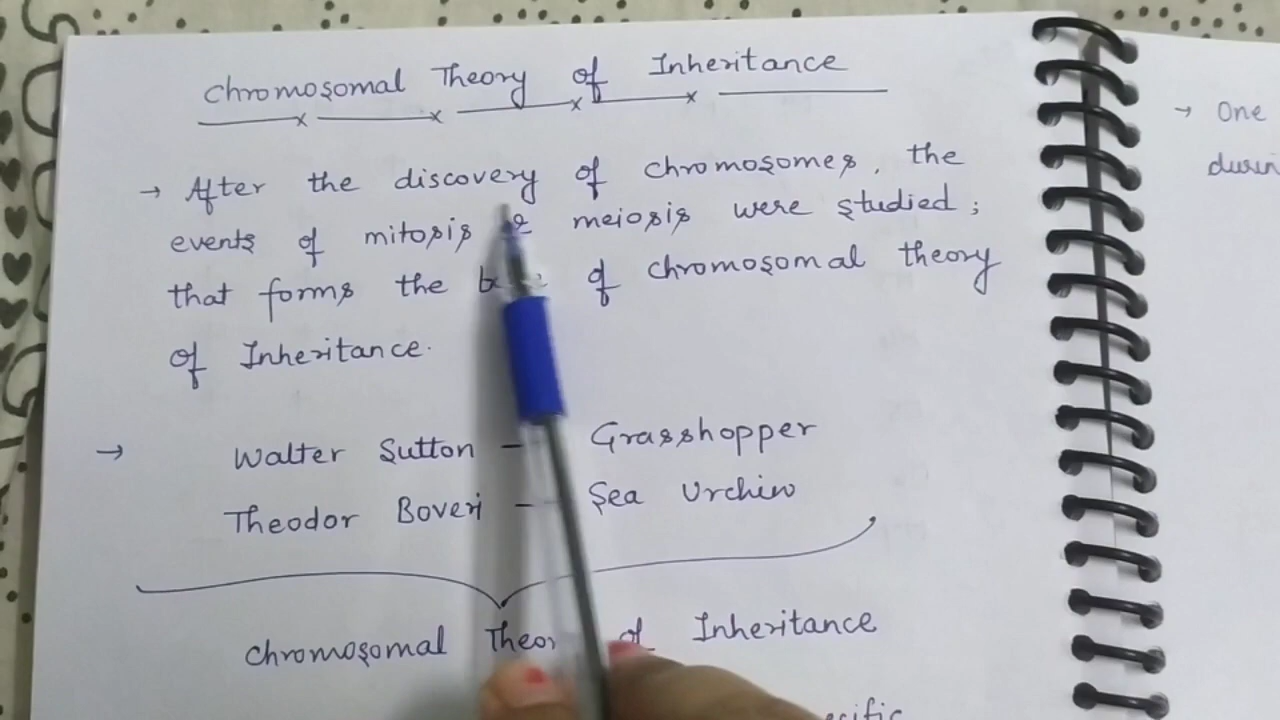 Chromosomal Theory of Inheritance
→ After the discovery of chromosomes, the
events of mitosis & meiosis were studied;
that forms the of chromosomal theory
of Inheritance.
→ Walter Sutton - Grasshopper
Theodor Boveri - Sea Urchin
Chromosomal Theory of Inheritance
→ One